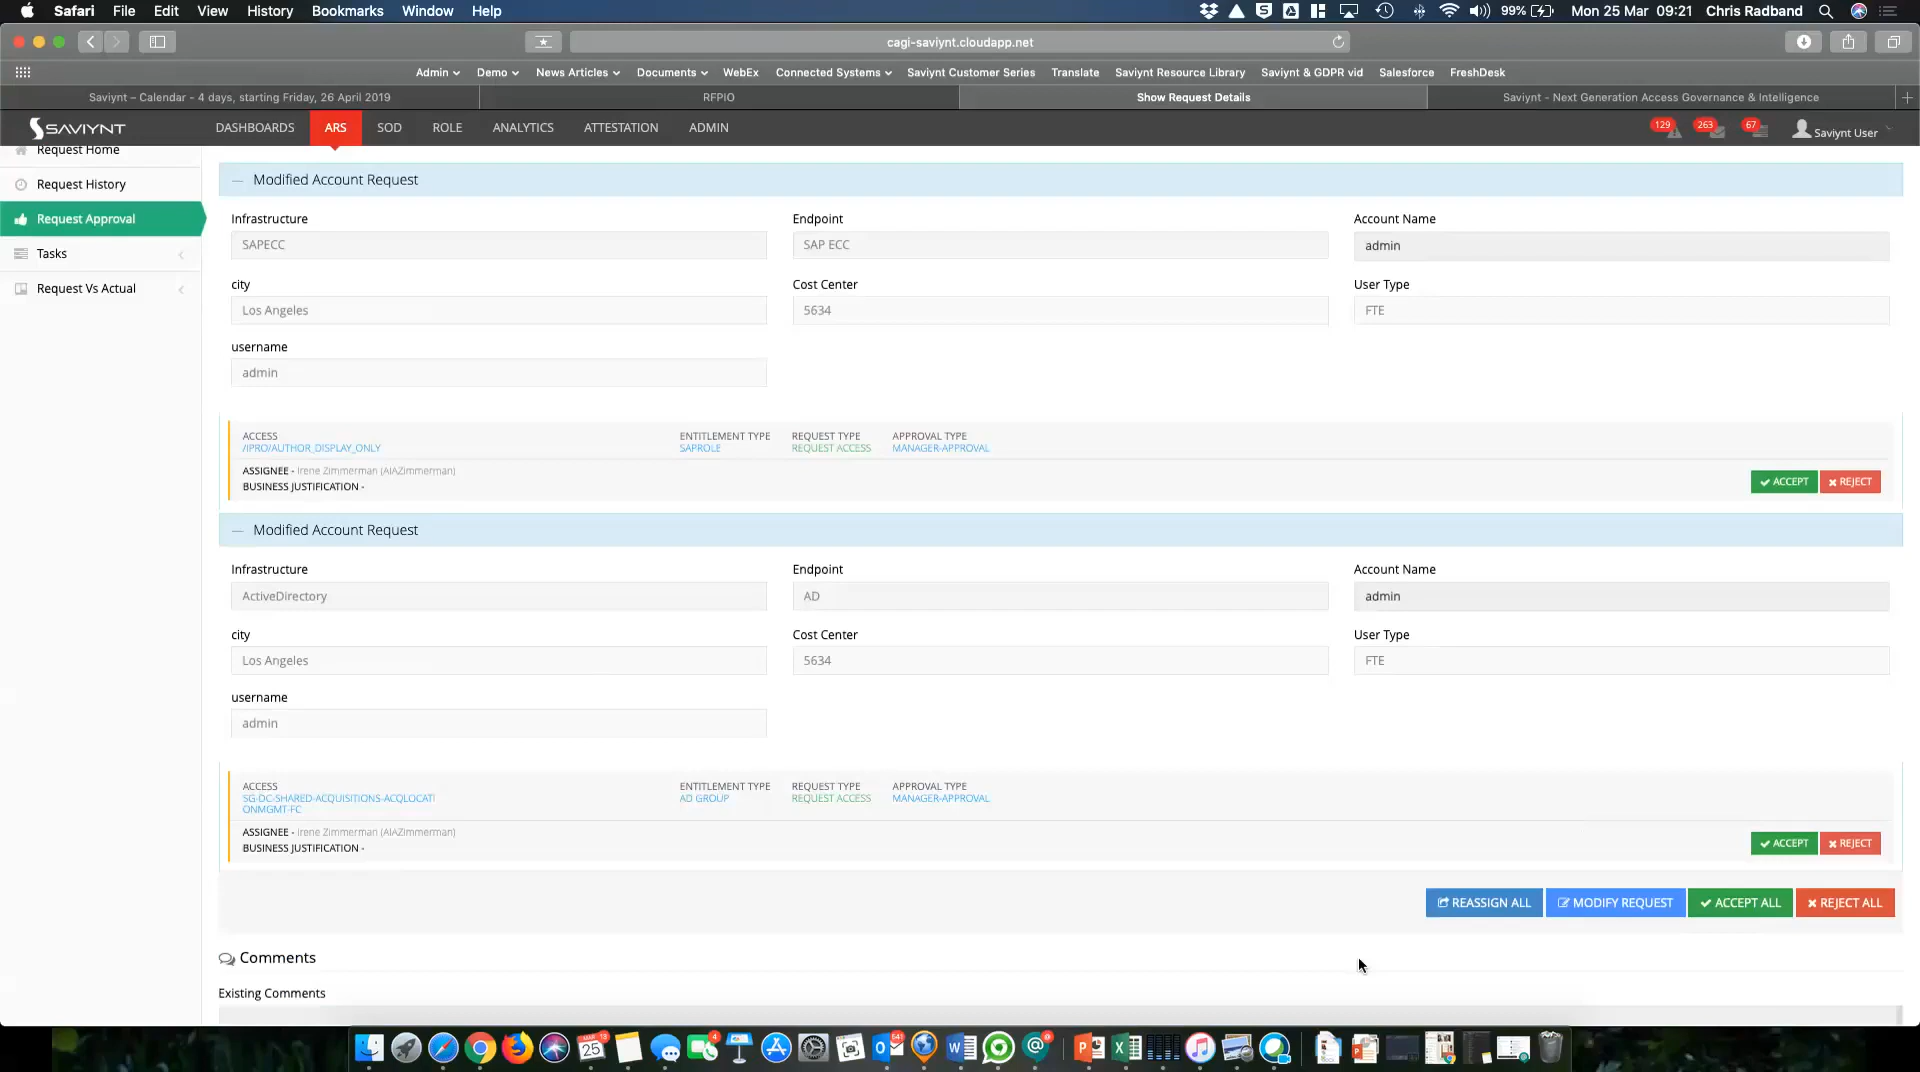 Safari File Edit View History Bookmarks Window Help 99% Mon 25 Mar 09:21 Chris Radband
cagi-saviynt.cloudapp.net
Admin Demo News Articles Documents WebEx Connected Systems Saviynt Customer Series Translate Saviynt Resource Library Saviynt & GDPR vid Salesforce FreshDesk
Saviynt – Calendar - 4 days, starting Friday, 26 April 2019 RFPIO Show Request Details Saviynt - Next Generation Access Governance & Intelligence
SAVIYNT DASHBOARDS ARS SOD ROLE ANALYTICS ATTESTATION ADMIN 129 263 67 Saviynt User
Request Home
Request History
Request Approval
Tasks
Request Vs Actual
Modified Account Request
Infrastructure Endpoint Account Name
SAPECC SAP ECC admin
city Cost Center User Type
Los Angeles 5634 FTE
username
admin
ACCESS ENTITLEMENT TYPE REQUEST TYPE APPROVAL TYPE
/IPRO/AUTHOR_DISPLAY_ONLY SAPROLE REQUEST ACCESS MANAGER-APPROVAL
ASSIGNEE - Irene Zimmerman (AIAZimmerman)
BUSINESS JUSTIFICATION -
ACCEPT REJECT
Modified Account Request
Infrastructure Endpoint Account Name
ActiveDirectory AD admin
city Cost Center User Type
Los Angeles 5634 FTE
username
admin
ACCESS ENTITLEMENT TYPE REQUEST TYPE APPROVAL TYPE
SG-DC-SHARED-ACQUISITIONS-ACQLOCATI AD GROUP REQUEST ACCESS MANAGER-APPROVAL
ONMGMT-FC
ASSIGNEE - Irene Zimmerman (AIAZimmerman)
BUSINESS JUSTIFICATION -
ACCEPT REJECT
REASSIGN ALL MODIFY REQUEST ACCEPT ALL REJECT ALL
Comments
Existing Comments